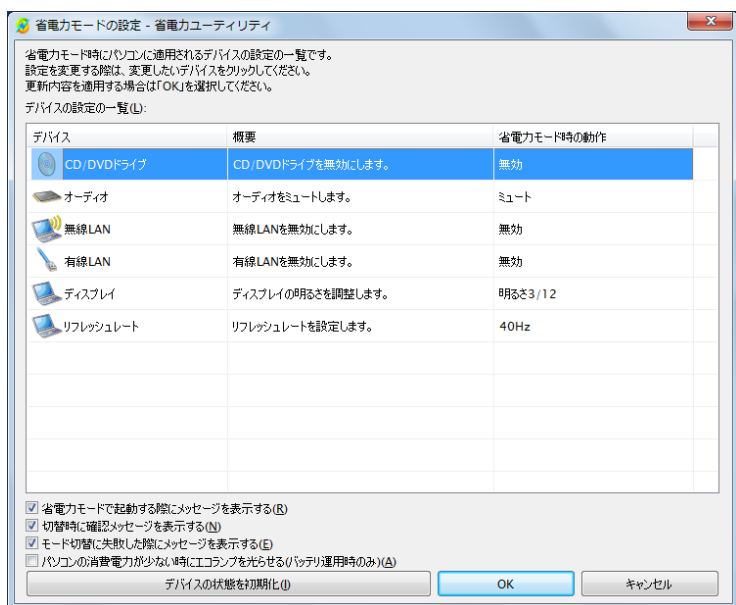 省電力モードの設定 - 省電力ユーティリティ
省電力モード時にパソコンに適用されるデバイスの設定の一覧です。
設定を変更する際は、変更したいデバイスをクリックしてください。
更新内容を適用する場合は「OK」を選択してください。
デバイスの設定の一覧(L):
デバイス 概要 省電力モード時の動作
CD/DVDドライブ CD/DVDドライブを無効にします。 無効
オーディオ オーディオをミュートします。 ミュート
無線LAN 無線LANを無効にします。 無効
有線LAN 有線LANを無効にします。 無効
ディスプレイ ディスプレイの明るさを調整します。 明るさ3/12
リフレッシュレート リフレッシュレートを設定します。 40Hz
省電力モードで起動する際にメッセージを表示する(R)
切替時に確認メッセージを表示する(N)
モード切替に失敗した際にメッセージを表示する(E)
パソコンの消費電力が少ない時にエコランプを光らせる(バッテリ運用時のみ)(A)
デバイスの状態を初期化(I) OK キャンセル